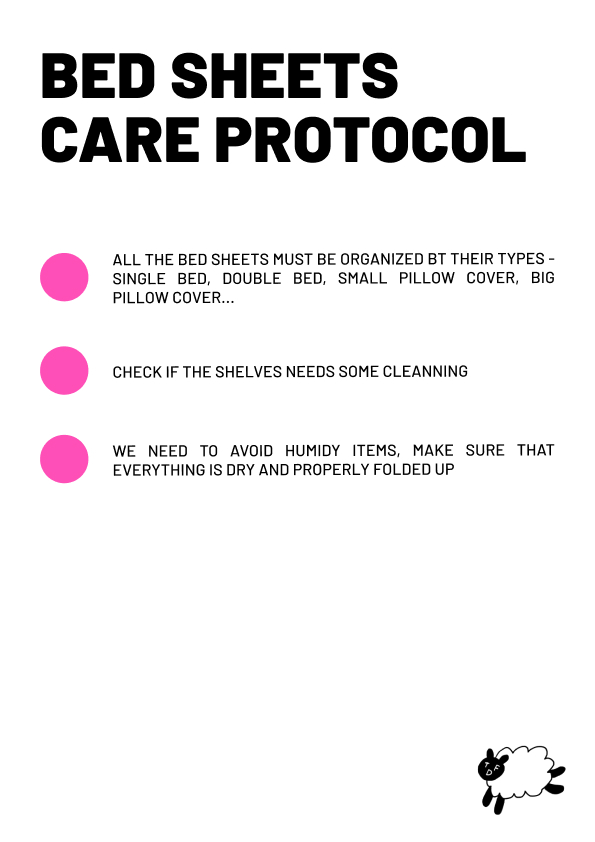 BED SHEETS
CARE PROTOCOL
ALL THE BED SHEETS MUST BE ORGANIZED BT THEIR TYPES -
SINGLE BED, DOUBLE BED, SMALL PILLOW COVER, BIG
PILLOW COVER...
CHECK IF THE SHELVES NEEDS SOME CLEANNING
WE NEED TO AVOID HUMIDY ITEMS, MAKE SURE THAT
EVERYTHING IS DRY AND PROPERLY FOLDED UP
T F
D